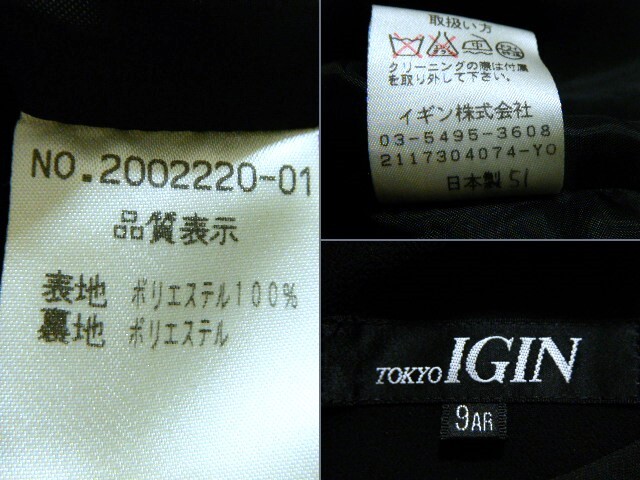 NO.2002220-01
品質表示
表地 ポリエステル100%
裏地 ポリエステル
取扱い方
クリーニングの際は付属
を取り外して下さい。
イギン株式会社
03-5495-3608
2117304074-YO
日本製 51
TOKYO IGIN
9AR